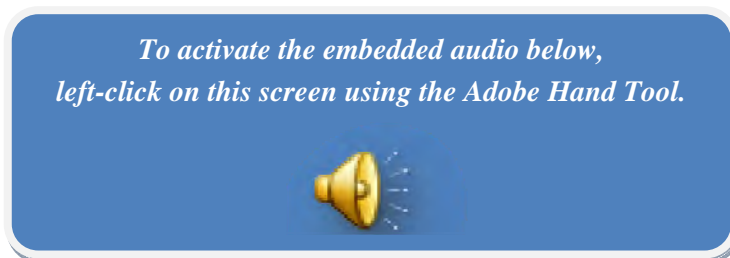 To activate the embedded audio below,
left-click on this screen using the Adobe Hand Tool.